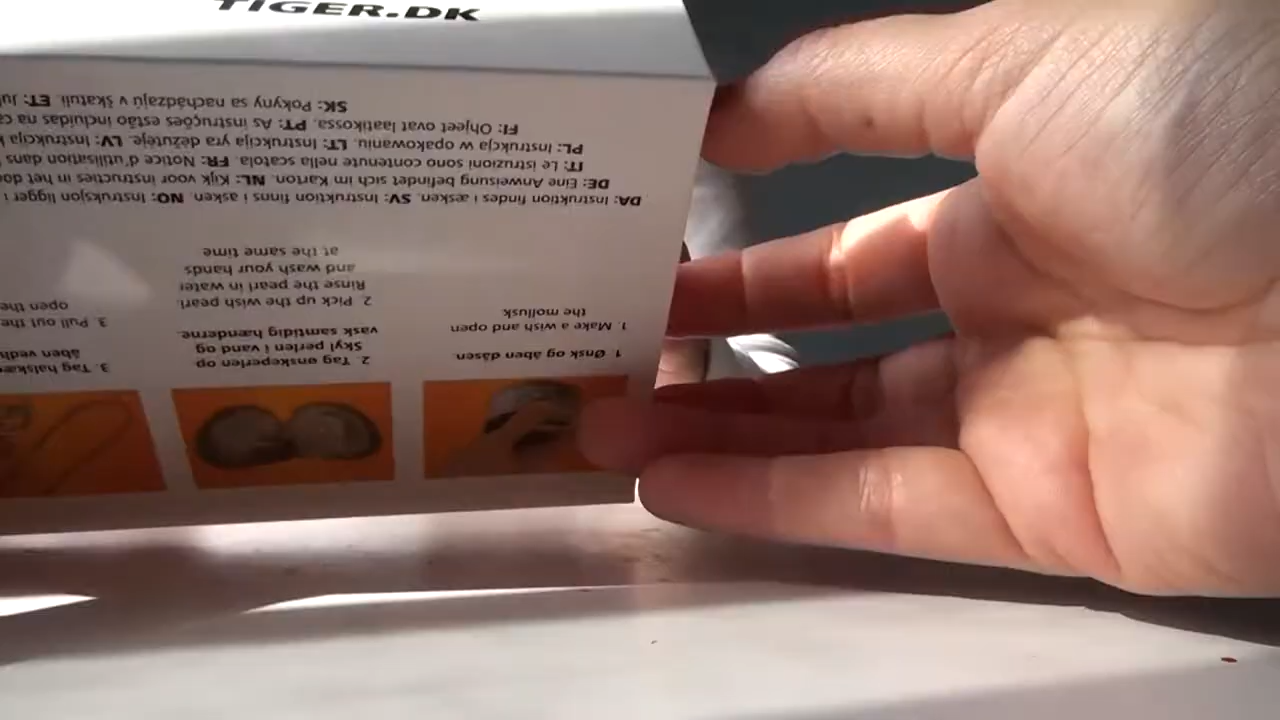 TIGER.DK
1. Ønsk og åben dåsen
1. Make a wish and open
the mollusk
2. Tag ønskeperlen op
Skyl perlen i vand og
vask samtidig hænderne.
2. Pick up the wish pearl.
Rinse the pearl in water
and wash your hands
at the same time
3. Tag
åben
3. Pull out the
open the
DA: Instruktion findes i æsken. SV: Instruktion finns i asken. NO: Instruksjon ligger i
DE: Eine Anweisung befindet sich im Karton. NL: Kijk voor instructies in het
IT: Le istruzioni sono contenute nella scatola. FR: Notice d'utilisation dans
PL: Instrukcja w opakowaniu. LT: Instrukcija yra dėžutėje. LV: Instrukcija
FI: Ohjeet ovat laatikossa. PT: As instruções estão incluídas na
SK: Pokyny sa nachádzajú v škatuli. ET: